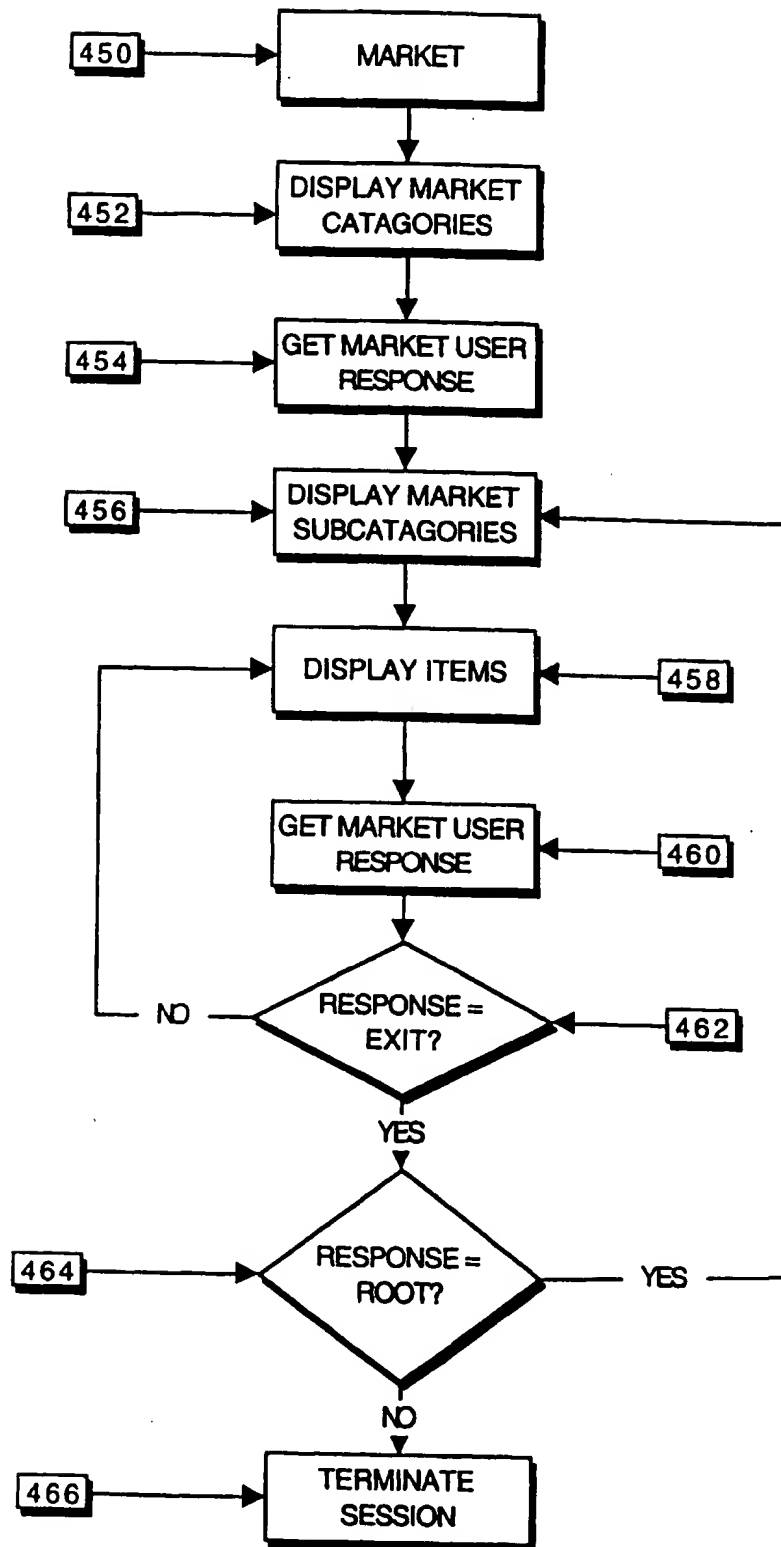 450
MARKET
452
DISPLAY MARKET
CATAGORIES
454
GET MARKET USER
RESPONSE
456
DISPLAY MARKET
SUBCATAGORIES
DISPLAY ITEMS
458
GET MARKET USER
RESPONSE
460
NO
RESPONSE =
EXIT?
462
YES
464
RESPONSE =
ROOT?
YES
NO
466
TERMINATE
SESSION